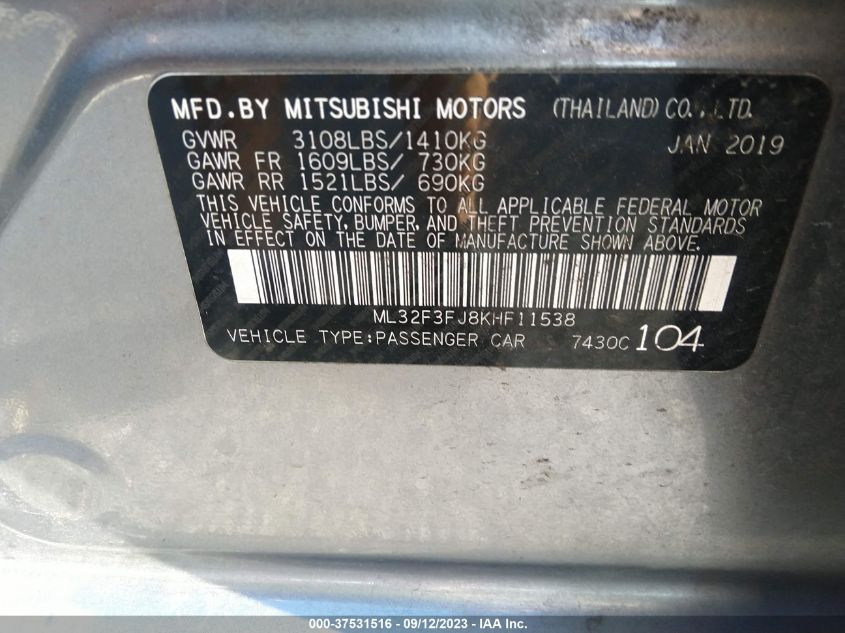 MFD.BY MITSUBISHI MOTORS (THAILAND) CO.,LTD.
GVWR 3108LBS/1410KG JAN 2019
GAWR FR 1609LBS/ 730KG
GAWR RR 1521LBS/ 690KG
THIS VEHICLE CONFORMS TO ALL APPLICABLE FEDERAL MOTOR
VEHICLE SAFETY, BUMPER, AND THEFT PREVENTION STANDARDS
IN EFFECT ON THE DATE OF MANUFACTURE SHOWN ABOVE.
ML32F3FJ8KHF11538
VEHICLE TYPE:PASSENGER CAR 7430C 104
000-37531516 - 09/12/2023 - IAA Inc.